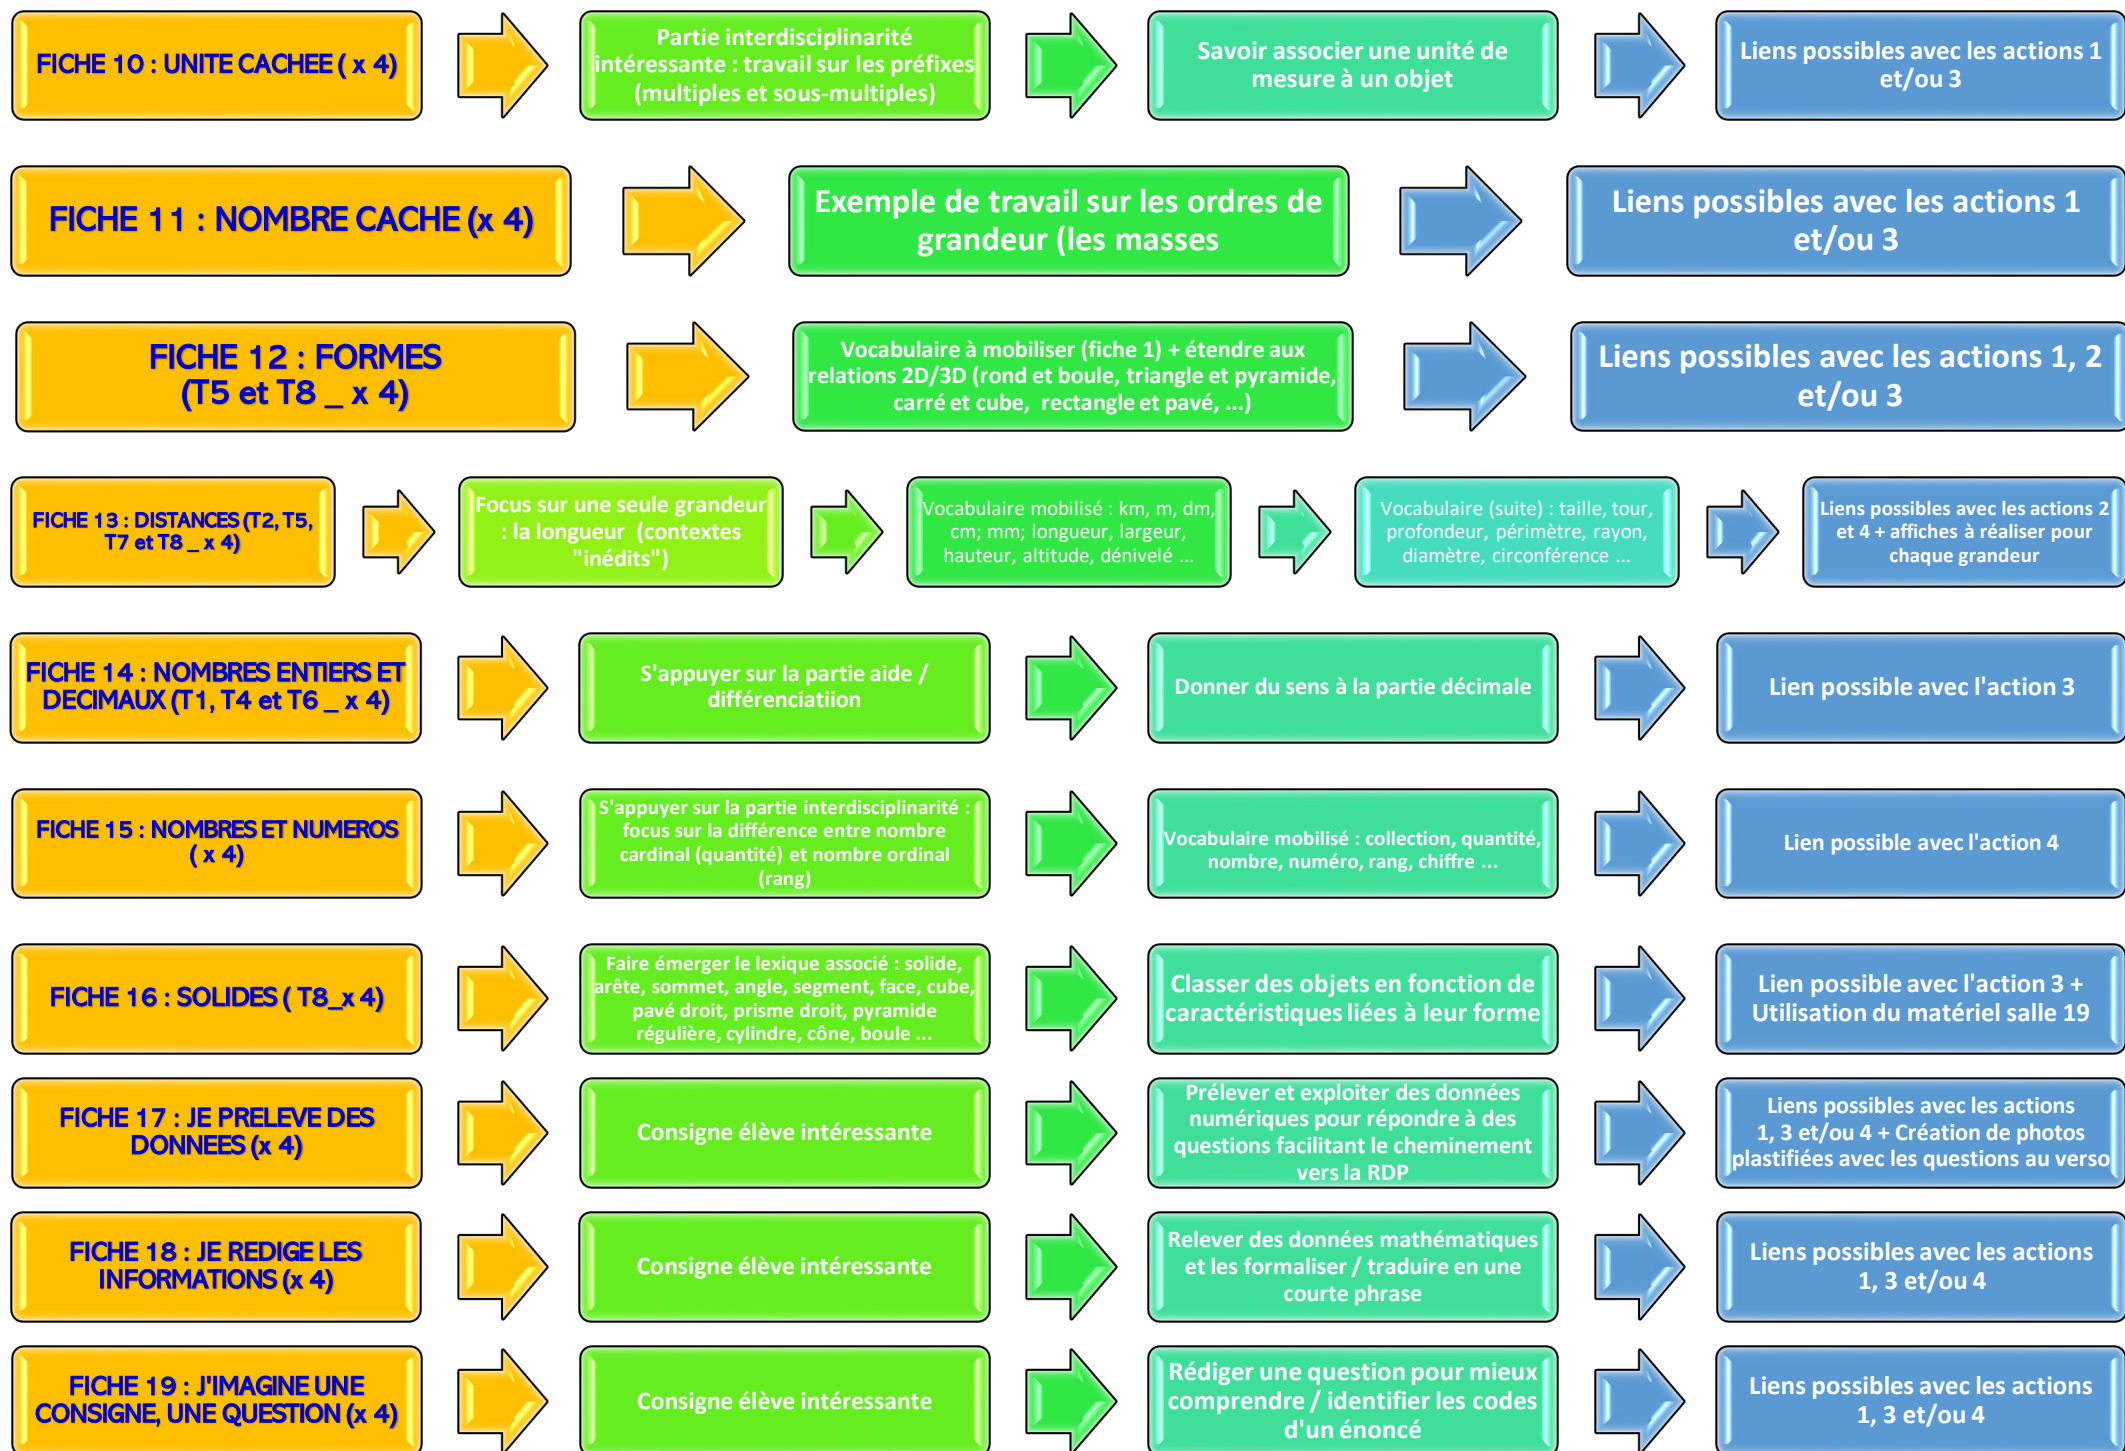 FICHE 10 : UNITE CACHEE ( x 4)
Partie interdisciplinarité
intéressante : travail sur les préfixes
(multiples et sous-multiples)
Savoir associer une unité de
mesure à un objet
Liens possibles avec les actions 1
et/ou 3
FICHE 11 : NOMBRE CACHE (x 4)
Exemple de travail sur les ordres de
grandeur (les masses
Liens possibles avec les actions 1
et/ou 3
FICHE 12 : FORMES
(T5 et T8 _ x 4)
Vocabulaire à mobiliser (fiche 1) + étendre aux
relations 2D/3D (rond et boule, triangle et pyramide,
carré et cube, rectangle et pavé, ...)
Liens possibles avec les actions 1, 2
et/ou 3
FICHE 13 : DISTANCES (T2, T5,
T7 et T8 _ x 4)
Focus sur une seule grandeur
: la longueur (contextes
"inédits")
Vocabulaire mobilisé : km, m, dm,
cm; mm; longueur, largeur,
hauteur, altitude, dénivelé ...
Vocabulaire (suite) : taille, tour,
profondeur, périmètre, rayon,
diamètre, circonférence ...
Liens possibles avec les actions 2
et 4 + affiches à réaliser pour
chaque grandeur
FICHE 14 : NOMBRES ENTIERS ET
DECIMAUX (T1, T4 et T6 _ x 4)
S'appuyer sur la partie aide /
différenciatiion
Donner du sens à la partie décimale
Lien possible avec l'action 3
FICHE 15 : NOMBRES ET NUMEROS
( x 4)
S'appuyer sur la partie interdisciplinarité :
focus sur la différence entre nombre
cardinal (quantité) et nombre ordinal
(rang)
Vocabulaire mobilisé : collection, quantité,
nombre, numéro, rang, chiffre ...
Lien possible avec l'action 4
FICHE 16 : SOLIDES ( T8_x 4)
Faire émerger le lexique associé : solide,
arête, sommet, angle, segment, face, cube,
pavé droit, prisme droit, pyramide
régulière, cylindre, cône, boule ...
Classer des objets en fonction de
caractéristiques liées à leur forme
Lien possible avec l'action 3 +
Utilisation du matériel salle 19
FICHE 17 : JE PRELEVE DES
DONNEES (x 4)
Consigne élève intéressante
Prélever et exploiter des données
numériques pour répondre à des
questions facilitant le cheminement
vers la RDP
Liens possibles avec les actions
1, 3 et/ou 4 + Création de photos
plastifiées avec les questions au verso
FICHE 18 : JE REDIGE LES
INFORMATIONS (x 4)
Consigne élève intéressante
Relever des données mathématiques
et les formaliser / traduire en une
courte phrase
Liens possibles avec les actions
1, 3 et/ou 4
FICHE 19 : J'IMAGINE UNE
CONSIGNE, UNE QUESTION (x 4)
Consigne élève intéressante
Rédiger une question pour mieux
comprendre / identifier les codes
d'un énoncé
Liens possibles avec les actions
1, 3 et/ou 4